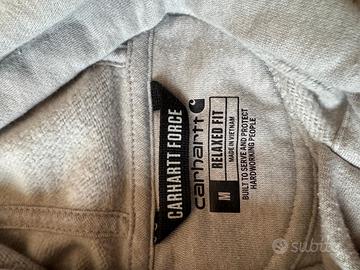 CARHARTT FORCE
carhartt
RELAXED FIT
MADE IN VIETNAM
M
BUILT TO SERVE AND PROTECT
HARDWORKING PEOPLE
subito